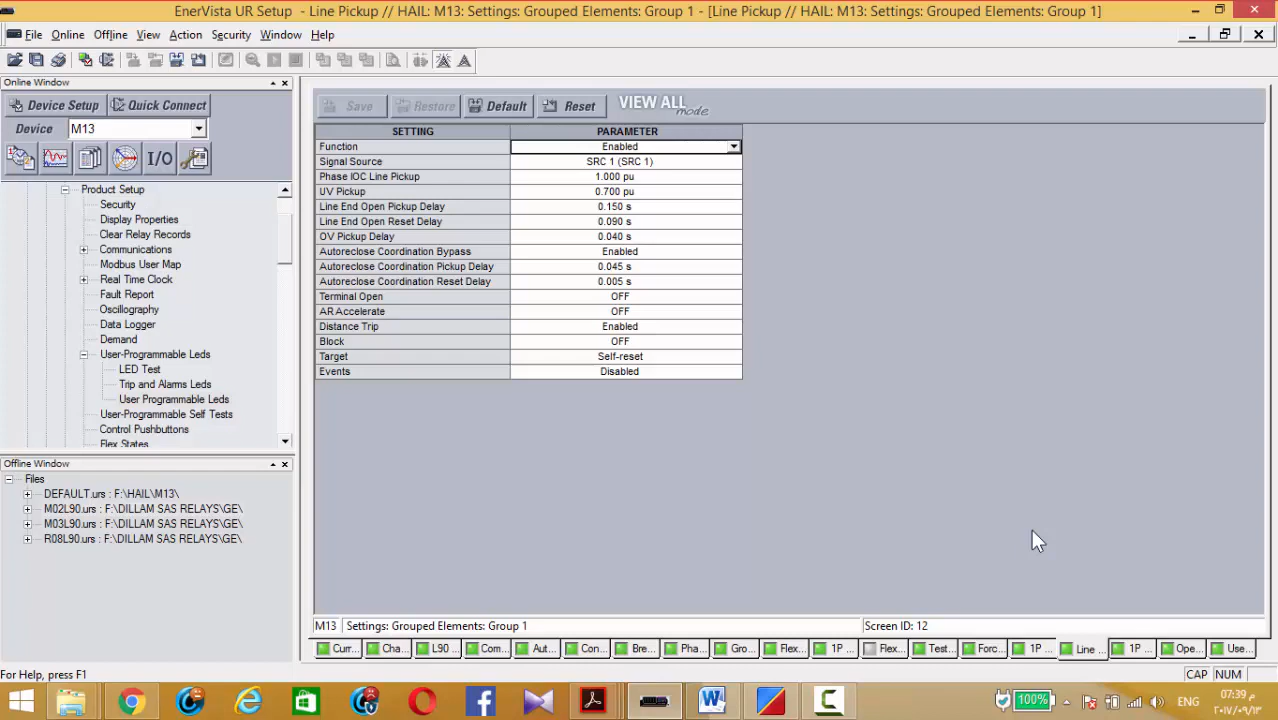 EnerVista UR Setup - Line Pickup // HAIL: M13: Settings: Grouped Elements: Group 1 - [Line Pickup // HAIL: M13: Settings: Grouped Elements: Group 1]
File Online Offline View Action Security Window Help
Online Window
Device Setup Quick Connect
Device M13
I/O
Product Setup
Security
Display Properties
Clear Relay Records
Communications
Modbus User Map
Real Time Clock
Fault Report
Oscillography
Data Logger
Demand
User-Programmable Leds
LED Test
Trip and Alarms Leds
User Programmable Leds
User-Programmable Self Tests
Control Pushbuttons
Flex States
Offline Window
Files
DEFAULT.urs : F:\HAIL\M13\
M02L90.urs : F:\DILLAM SAS RELAYS\GE\
M03L90.urs : F:\DILLAM SAS RELAYS\GE\
R08L90.urs : F:\DILLAM SAS RELAYS\GE\
Save Restore Default Reset VIEW ALL mode
SETTING PARAMETER
Function Enabled
Signal Source SRC 1 (SRC 1)
Phase IOC Line Pickup 1.000 pu
UV Pickup 0.700 pu
Line End Open Pickup Delay 0.150 s
Line End Open Reset Delay 0.090 s
OV Pickup Delay 0.040 s
Autoreclose Coordination Bypass Enabled
Autoreclose Coordination Pickup Delay 0.045 s
Autoreclose Coordination Reset Delay 0.005 s
Terminal Open OFF
AR Accelerate OFF
Distance Trip Enabled
Block OFF
Target Self-reset
Events Disabled
M13 Settings: Grouped Elements: Group 1 Screen ID: 12
Curr... Cha... L90 ... Com... Aut... Con... Bre... Pha... Gro... Flex... 1P ... Flex... Test... Forc... 1P ... Line ... 1P ... Ope... Use...
For Help, press F1 CAP NUM
100% ENG 07:39 م
٢٠١٧/٠٩/١٣